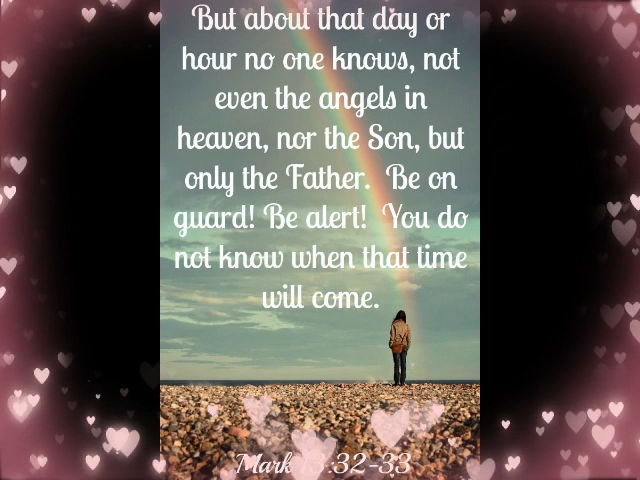 But about that day or
hour no one knows, not
even the angels in
heaven, nor the Son, but
only the Father. Be on
guard! Be alert! You do
not know when that time
will come.
Mark 13:32-33